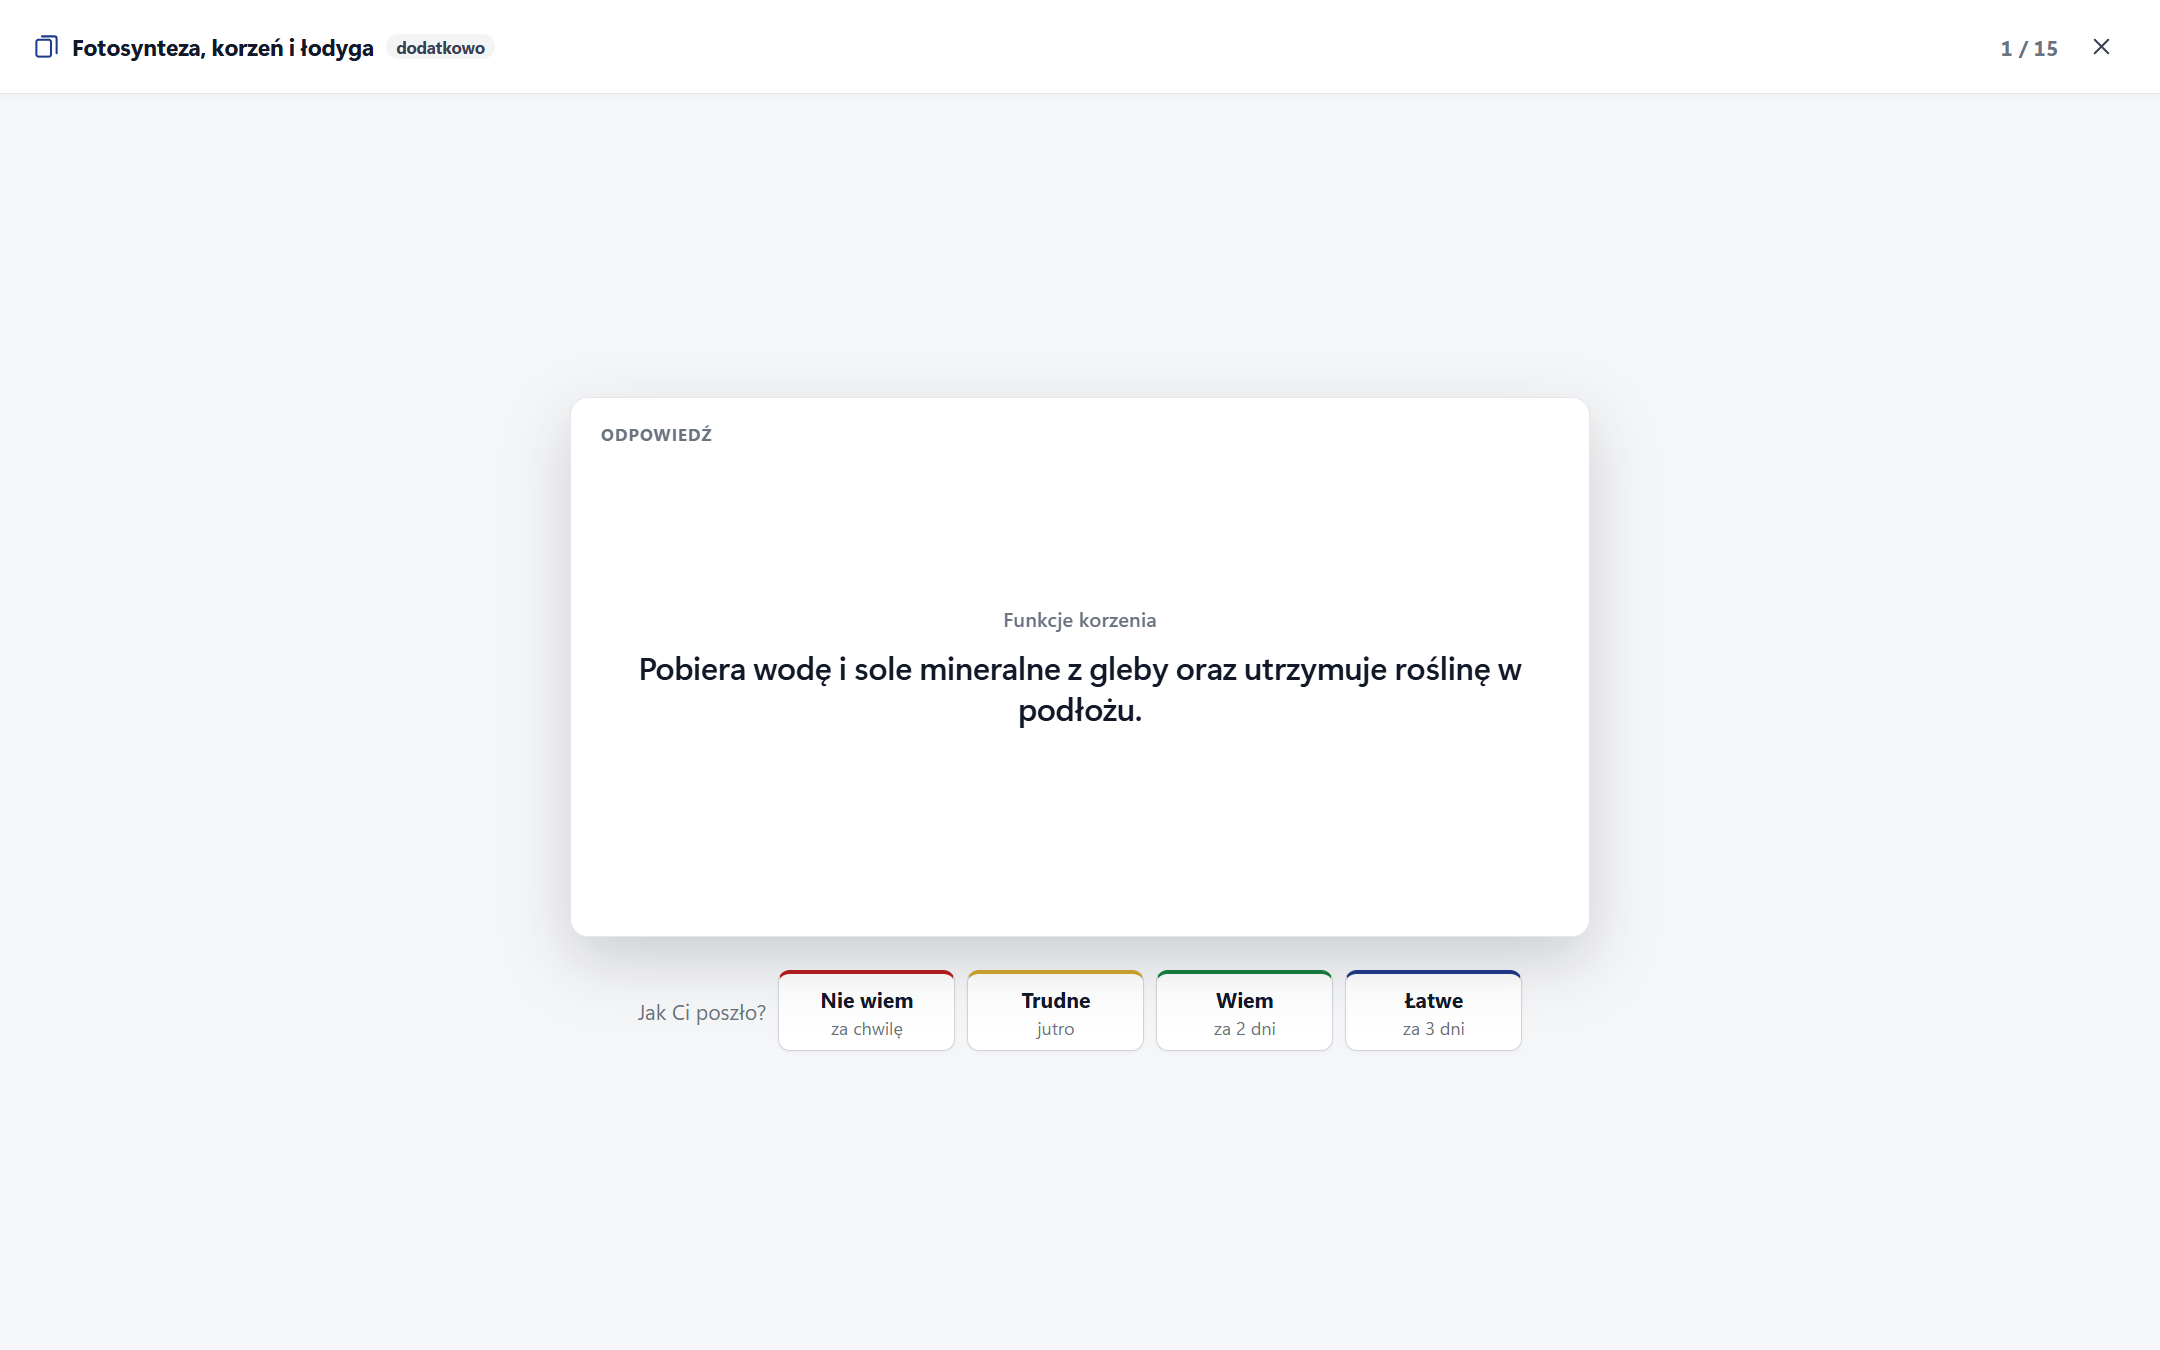 Fotosynteza, korzeń i łodyga dodatkowo
1 / 15
ODPOWIEDŹ
Funkcje korzenia
Pobiera wodę i sole mineralne z gleby oraz utrzymuje roślinę w
podłożu.
Jak Ci poszło?
Nie wiem
za chwilę
Trudne
jutro
Wiem
za 2 dni
Łatwe
za 3 dni